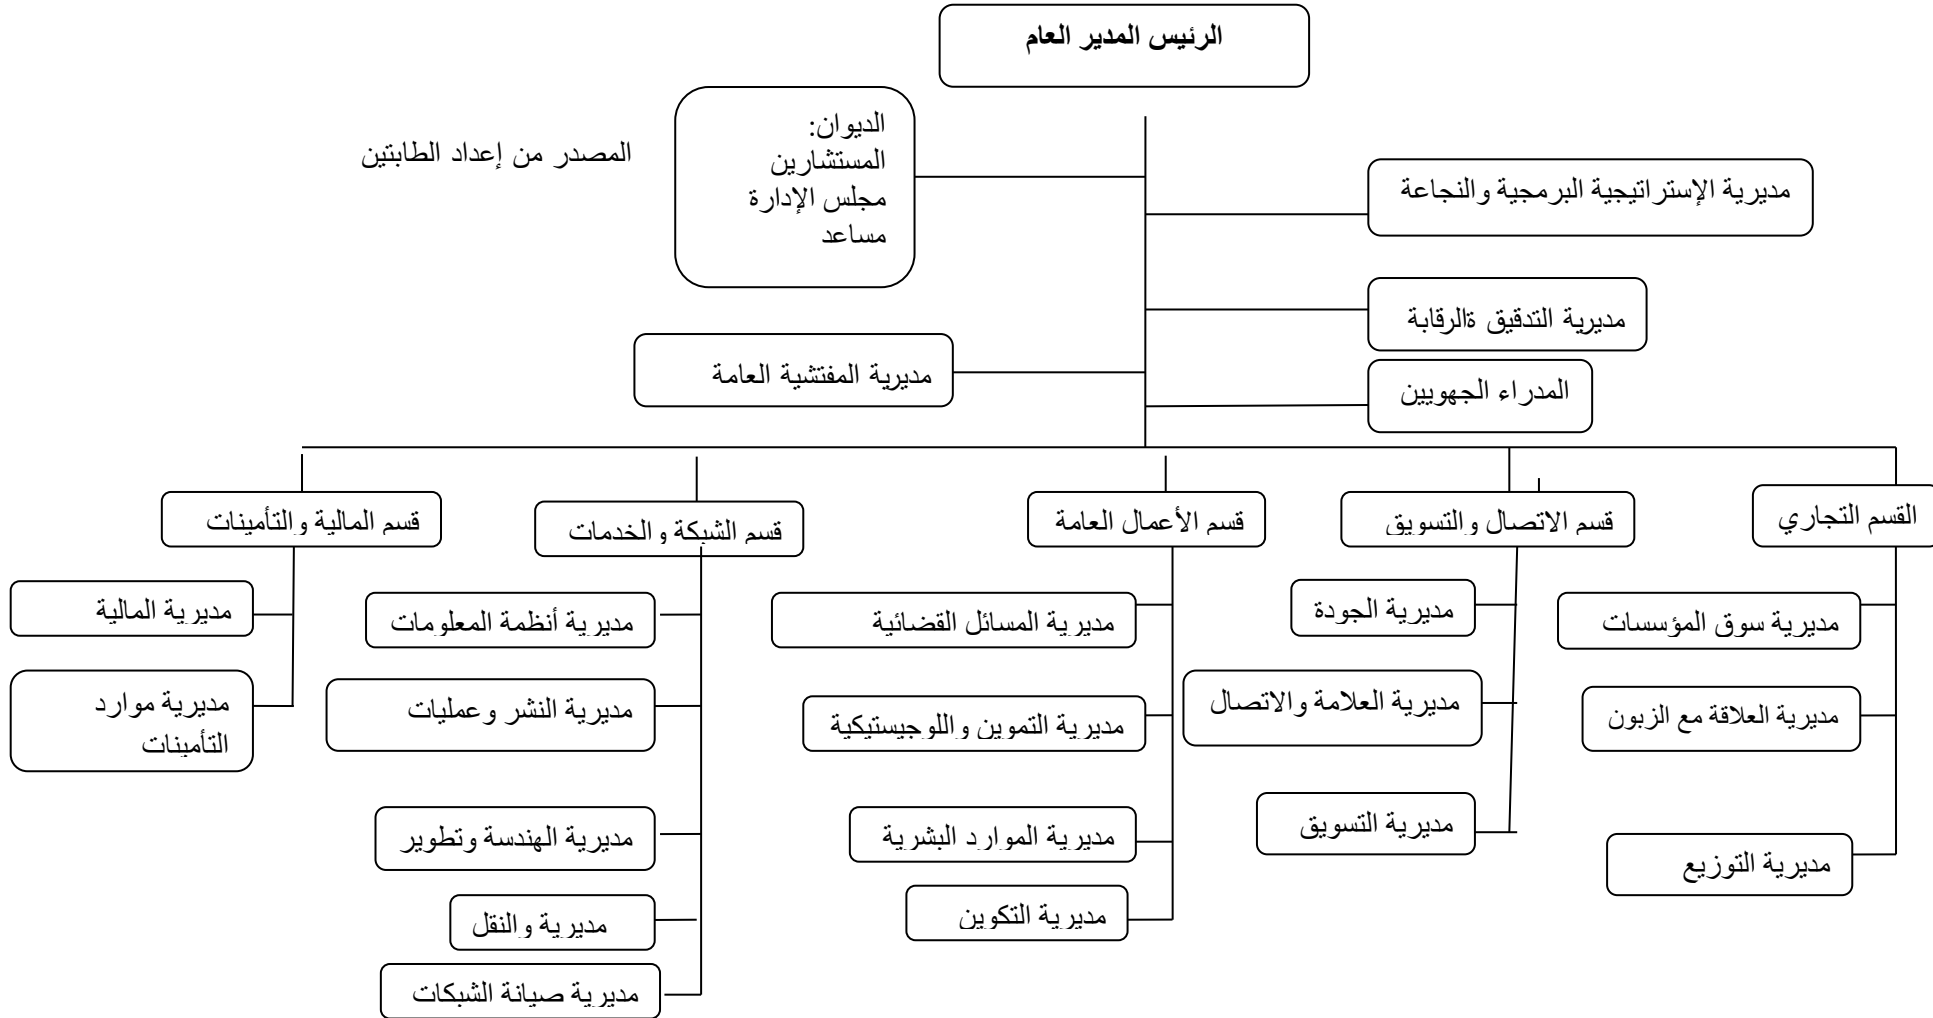 الرئيس المدير العام
الديوان:
المستشارين
مجلس الإدارة
مساعد
المصدر من إعداد الطابتين
مديرية الإستراتيجية البرمجية والنجاعة
مديرية التدقيق ةالرقابة
مديرية المفتشية العامة
المدراء الجهويين
القسم التجاري
قسم الاتصال والتسويق
قسم الأعمال العامة
قسم الشبكة والخدمات
قسم المالية والتأمينات
مديرية سوق المؤسسات
مديرية العلاقة مع الزبون
مديرية التوزيع
مديرية الجودة
مديرية العلامة والاتصال
مديرية التسويق
مديرية المسائل القضائية
مديرية التموين واللوجيستيكية
مديرية الموارد البشرية
مديرية التكوين
مديرية أنظمة المعلومات
مديرية النشر وعمليات
مديرية الهندسة وتطوير
مديرية والنقل
مديرية صيانة الشبكات
مديرية المالية
مديرية موارد
التأمينات